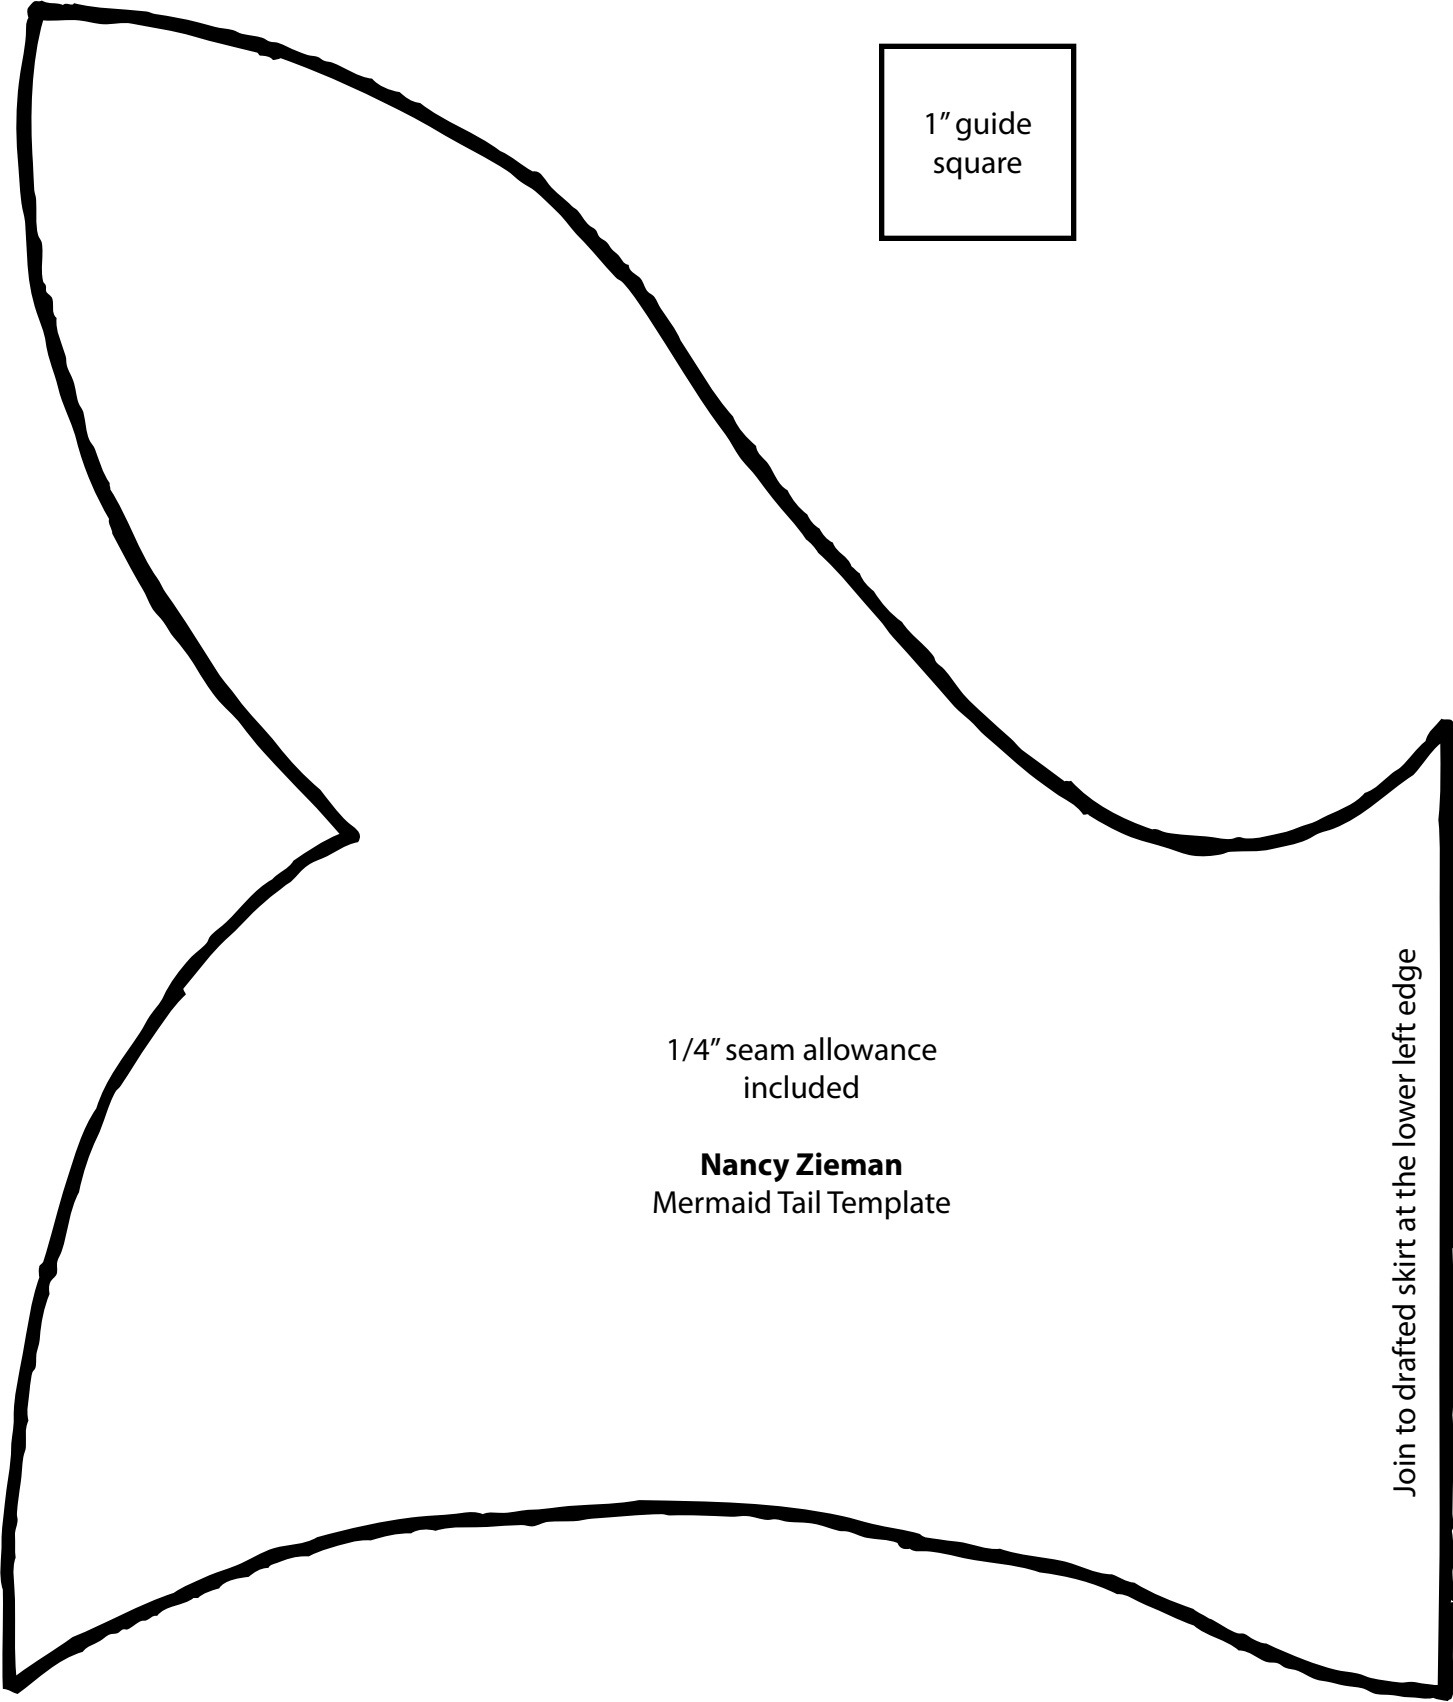 1” guide
square
1/4” seam allowance
included
Nancy Zieman
Mermaid Tail Template
Join to drafted skirt at the lower left edge